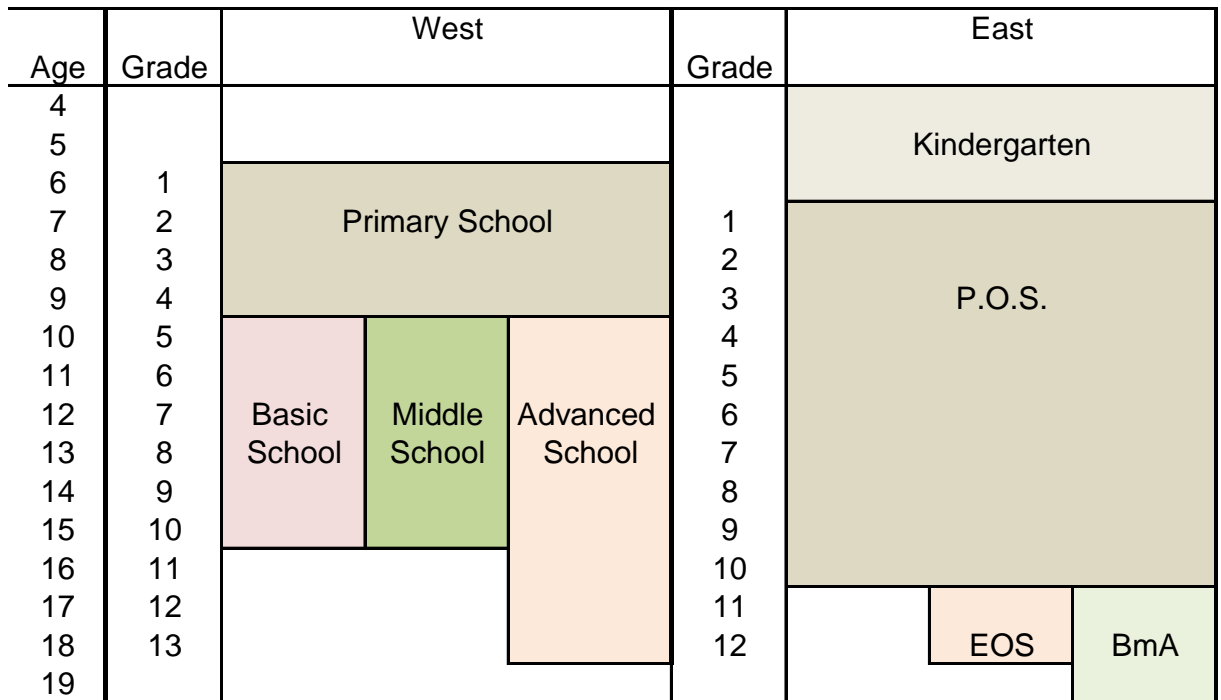 West East
Age Grade Grade
4
5 Kindergarten
6 1
7 2 Primary School 1
8 3 2
9 4 3 P.O.S.
10 5 4
11 6 5
12 7 Basic Middle Advanced 6
13 8 School School School 7
14 9 8
15 10 9
16 11 10
17 12 11
18 13 12 EOS BmA
19